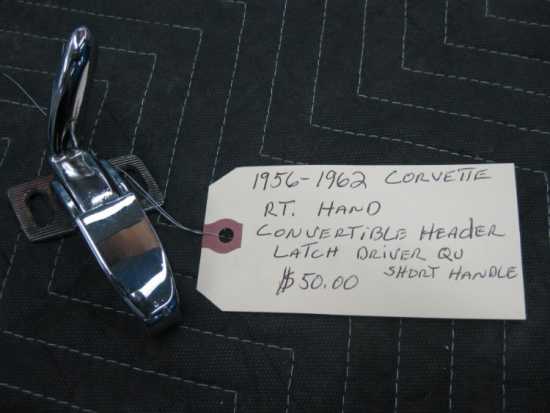 1956-1962 CORVETTE
RT. HAND
CONVERTIBLE HEADER
LATCH DRIVER QU
$50.00 SHORT HANDLE